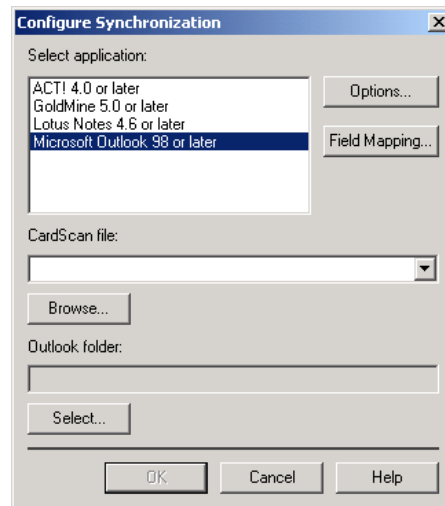 Configure Synchronization
Select application:
ACT! 4.0 or later
GoldMine 5.0 or later
Lotus Notes 4.6 or later
Microsoft Outlook 98 or later
Options...
Field Mapping...
CardScan file:
Browse...
Outlook folder:
Select...
OK Cancel Help